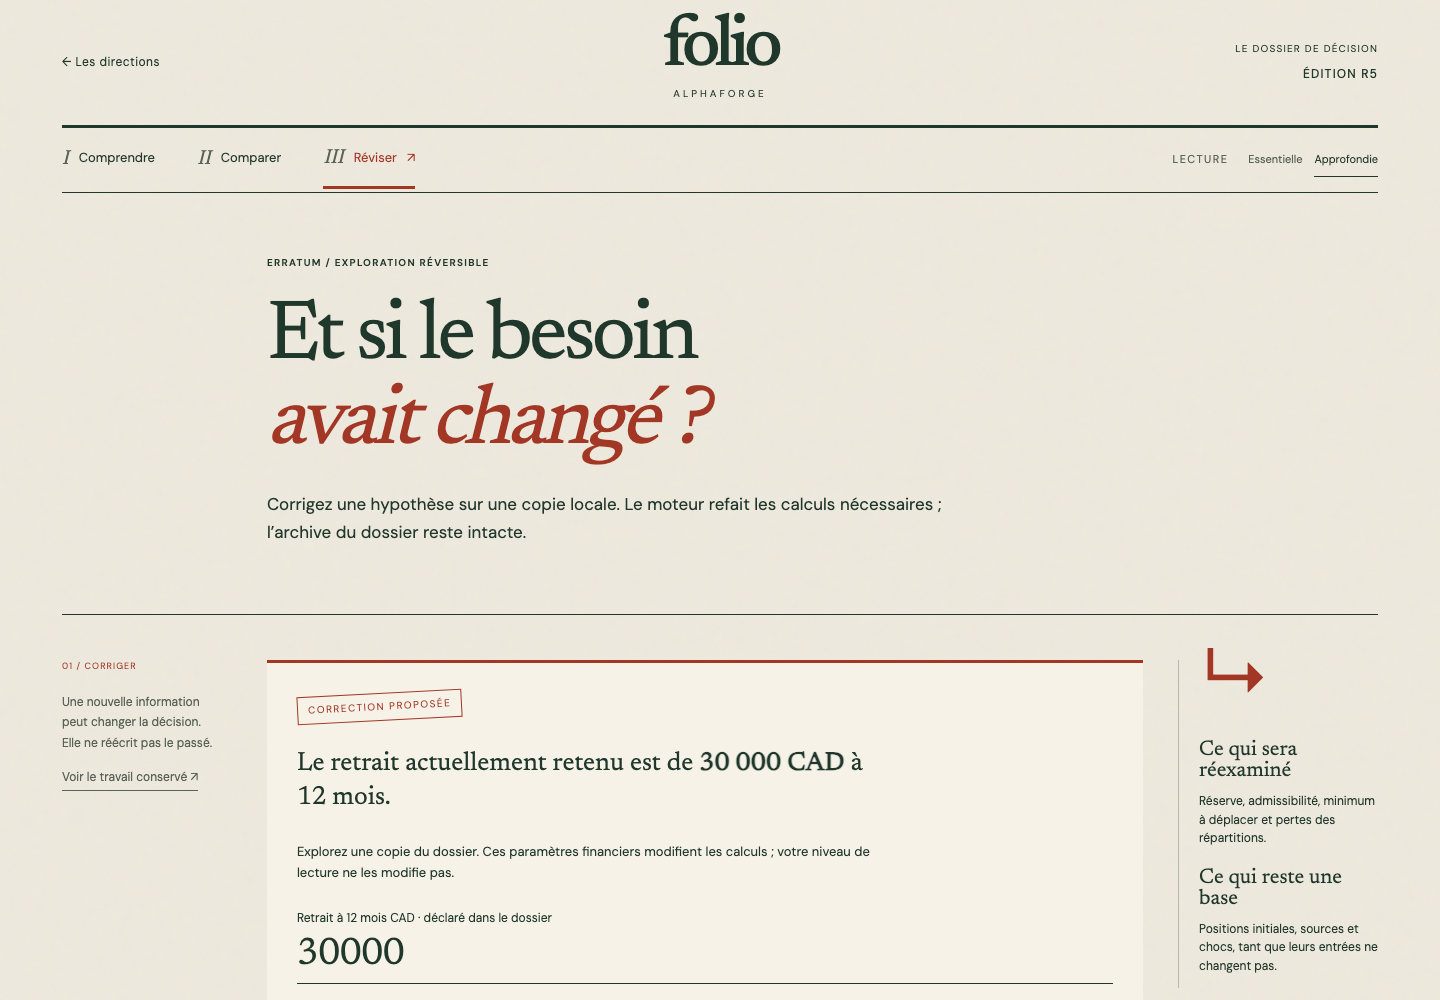 ← Les directions
folio
ALPHAFORGE
LE DOSSIER DE DÉCISION
ÉDITION R5
I Comprendre
II Comparer
III Réviser ↗
LECTURE Essentielle Approfondie
ERRATUM / EXPLORATION RÉVERSIBLE
Et si le besoin
avait changé ?
Corrigez une hypothèse sur une copie locale. Le moteur refait les calculs nécessaires ;
l’archive du dossier reste intacte.
01 / CORRIGER
Une nouvelle information
peut changer la décision.
Elle ne réécrit pas le passé.
Voir le travail conservé ↗
CORRECTION PROPOSÉE
Le retrait actuellement retenu est de 30 000 CAD à
12 mois.
Explorez une copie du dossier. Ces paramètres financiers modifient les calculs ; votre niveau de
lecture ne les modifie pas.
Retrait à 12 mois CAD · déclaré dans le dossier
30000
Ce qui sera
réexaminé
Réserve, admissibilité, minimum
à déplacer et pertes des
répartitions.
Ce qui reste une
base
Positions initiales, sources et
chocs, tant que leurs entrées ne
changent pas.